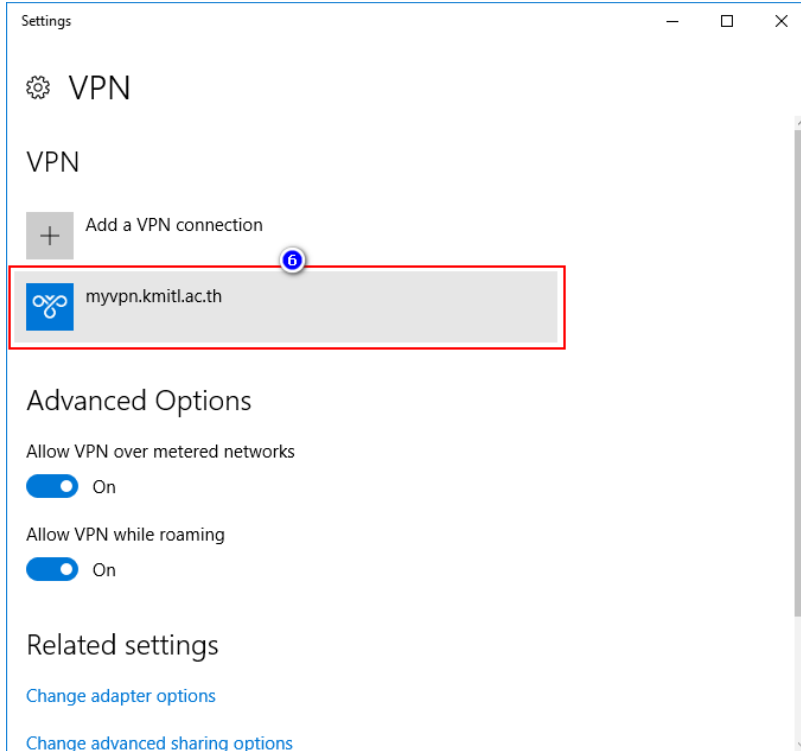 Settings
VPN
VPN
Add a VPN connection
6
myvpn.kmitl.ac.th
Advanced Options
Allow VPN over metered networks
On
Allow VPN while roaming
On
Related settings
Change adapter options
Change advanced sharing options